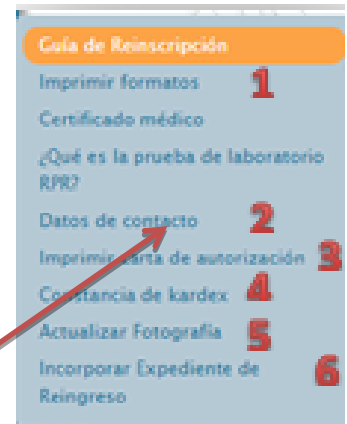 Guía de Reinscripción
Imprimir formatos 1
Certificado médico
¿Qué es la prueba de laboratorio
RPR?
Datos de contacto 2
Imprimir carta de autorización 3
Constancia de kardex 4
Actualizar Fotografía 5
Incorporar Expediente de 6
Reingreso